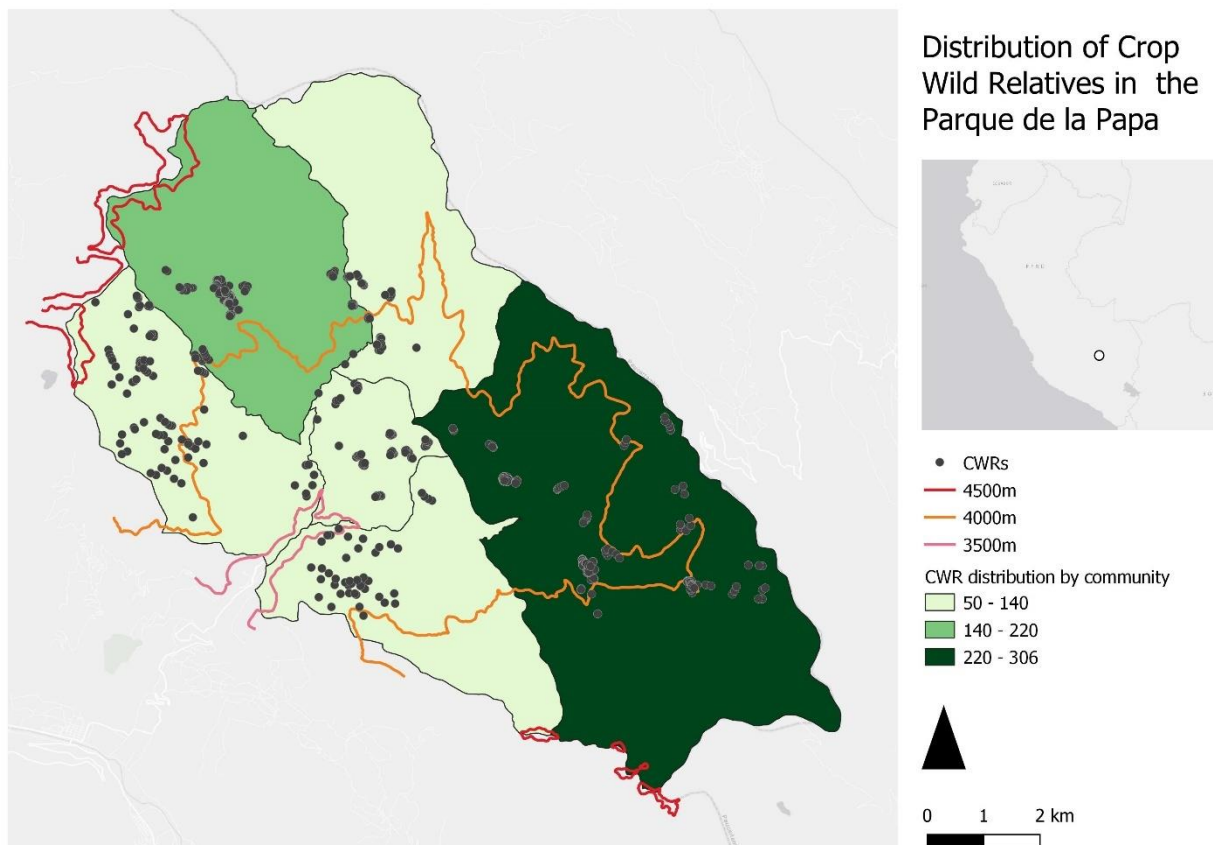 Distribution of Crop
Wild Relatives in the
Parque de la Papa
CWRs
4500m
4000m
3500m
CWR distribution by community
50 - 140
140 - 220
220 - 306
0 1 2 km